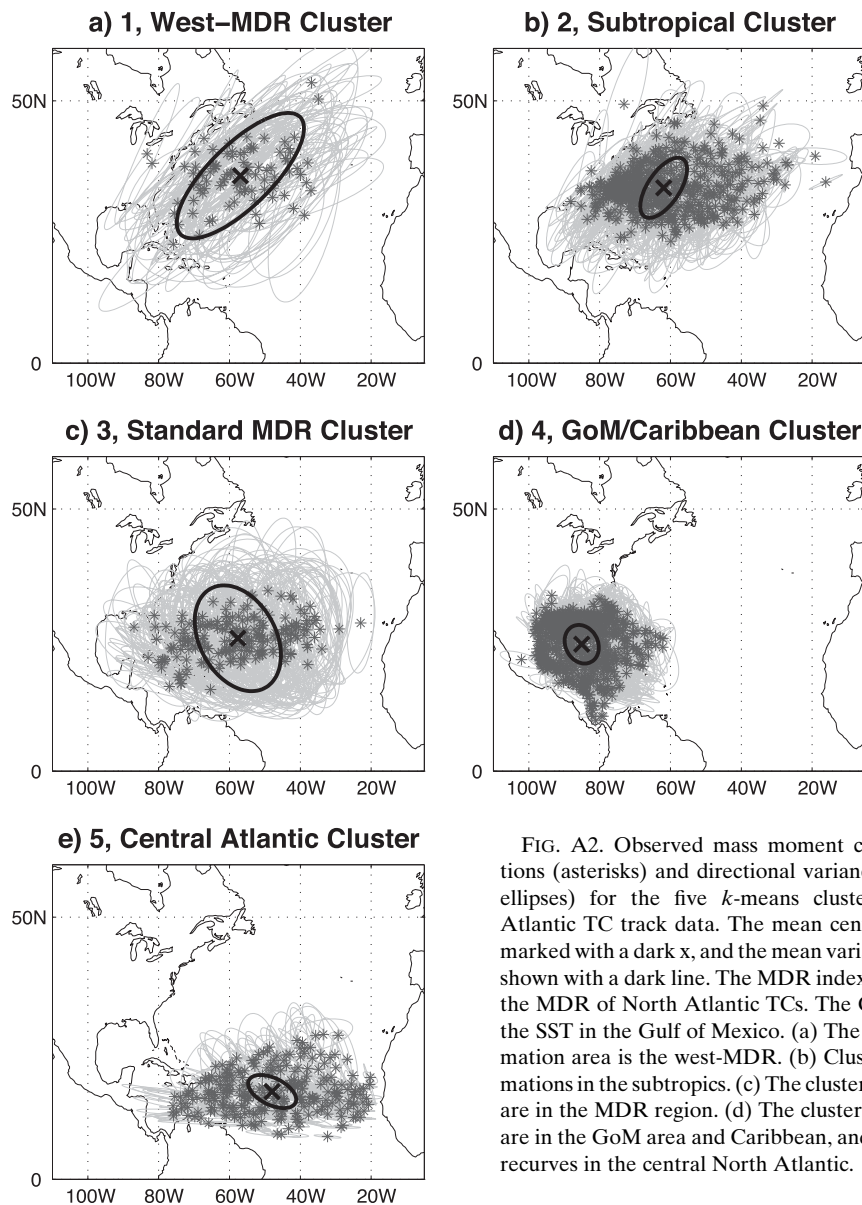 a) 1, West–MDR Cluster
50N
0
100W 80W 60W 40W 20W
b) 2, Subtropical Cluster
50N
0
100W 80W 60W 40W 20W
c) 3, Standard MDR Cluster
50N
0
100W 80W 60W 40W 20W
d) 4, GoM/Caribbean Cluster
50N
0
100W 80W 60W 40W 20W
e) 5, Central Atlantic Cluster
50N
0
100W 80W 60W 40W 20W
FIG. A2. Observed mass moment c
tions (asterisks) and directional varian
ellipses) for the five k-means cluste
Atlantic TC track data. The mean cen
marked with a dark x, and the mean vari
shown with a dark line. The MDR index
the MDR of North Atlantic TCs. The
the SST in the Gulf of Mexico. (a) The
mation area is the west-MDR. (b) Clus
mations in the subtropics. (c) The cluster
are in the MDR region. (d) The cluster
are in the GoM area and Caribbean, an
recurves in the central North Atlantic.